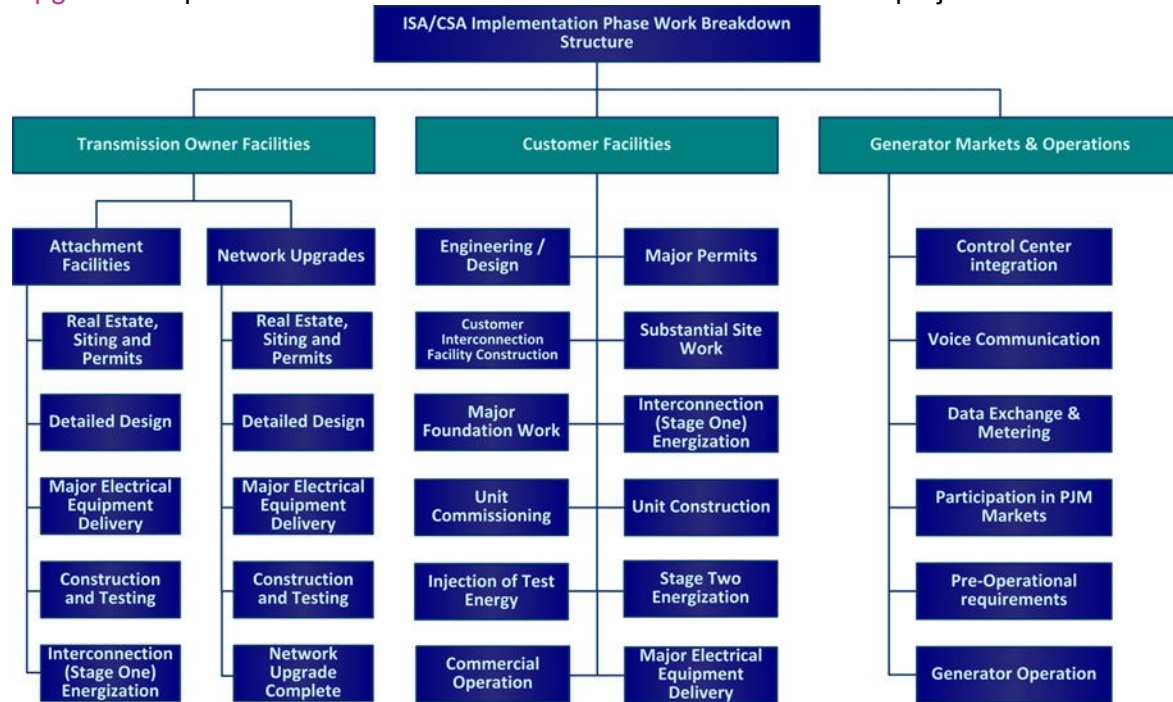 ISA/CSA Implementation Phase Work Breakdown
Structure
Transmission Owner Facilities
Customer Facilities
Generator Markets & Operations
Attachment
Facilities
Real Estate,
Siting and
Permits
Detailed Design
Major Electrical
Equipment
Delivery
Construction
and Testing
Interconnection
(Stage One)
Energization
Network Upgrades
Real Estate,
Siting and
Permits
Detailed Design
Major Electrical
Equipment
Delivery
Construction
and Testing
Network
Upgrade
Complete
Engineering /
Design
Major Permits
Customer
Interconnection
Facility Construction
Substantial Site
Work
Major
Foundation Work
Interconnection
(Stage One)
Energization
Unit
Commissioning
Unit Construction
Injection of Test
Energy
Stage Two
Energization
Commercial
Operation
Major Electrical
Equipment
Delivery
Control Center
integration
Voice Communication
Data Exchange &
Metering
Participation in PJM
Markets
Pre-Operational
requirements
Generator Operation